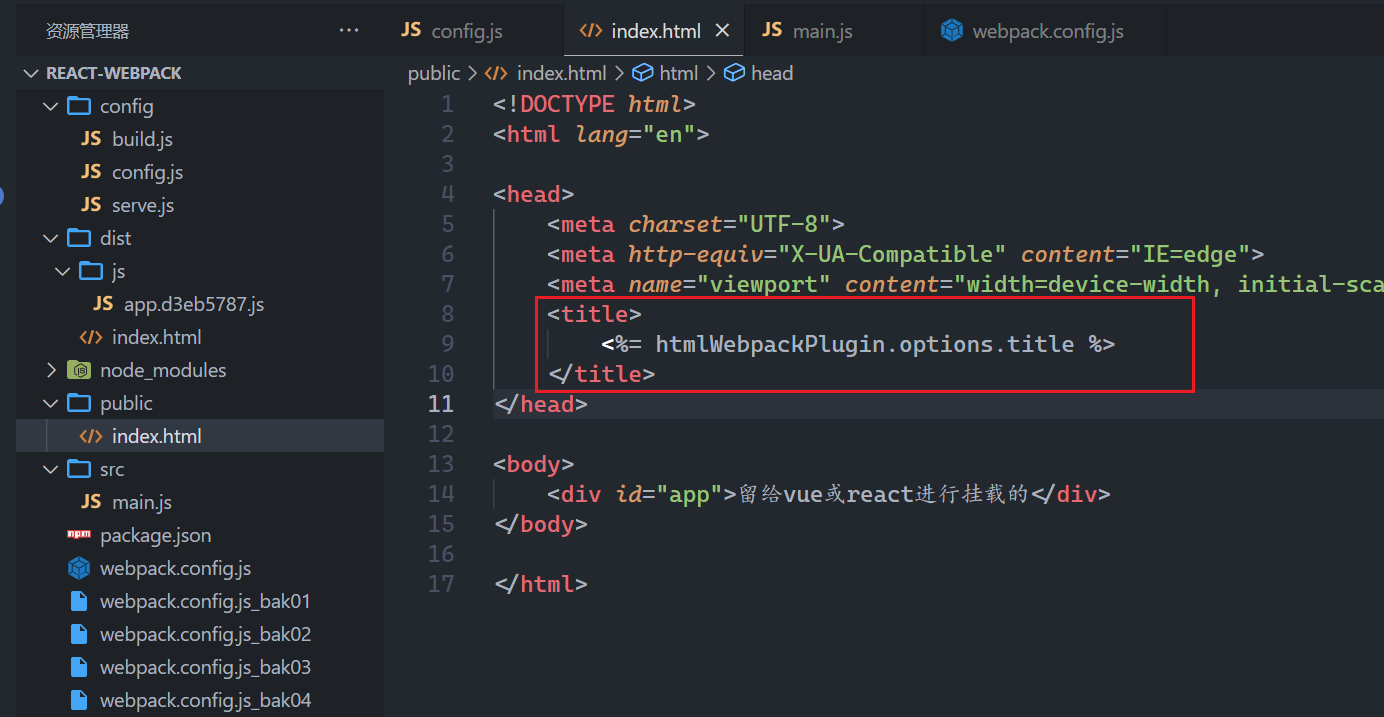 资源管理器 ···
REACT-WEBPACK
config
JS build.js
JS config.js
JS serve.js
dist
js
JS app.d3eb5787.js
index.html
node_modules
public
index.html
src
JS main.js
npm package.json
webpack.config.js
webpack.config.js_bak01
webpack.config.js_bak02
webpack.config.js_bak03
webpack.config.js_bak04
JS config.js <> index.html × JS main.js webpack.config.js
public > <> index.html > html > head
1 <!DOCTYPE html>
2 <html lang="en">
3
4 <head>
5 <meta charset="UTF-8">
6 <meta http-equiv="X-UA-Compatible" content="IE=edge">
7 <meta name="viewport" content="width=device-width, initial-sca
8 <title>
9 <%= htmlWebpackPlugin.options.title %>
10 </title>
11 </head>
12
13 <body>
14 <div id="app">留给vue或react进行挂载的</div>
15 </body>
16
17 </html>